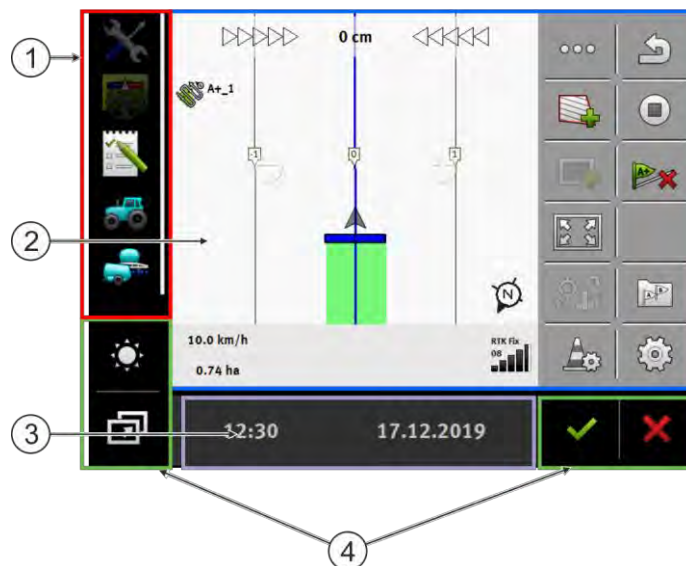 1
0 cm
A+_1
-1
0
1
A+
2
N
A B
10.0 km/h
RTK Fix
08
0.74 ha
3
12:30
17.12.2019
4